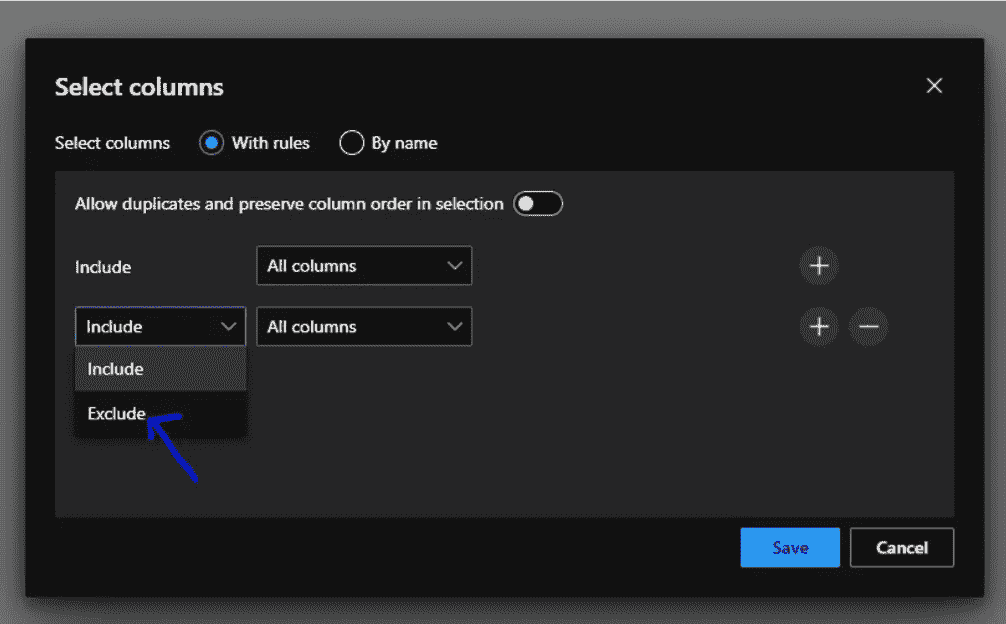 Select columns
Select columns With rules By name
Allow duplicates and preserve column order in selection
Include All columns
Include All columns
Include
Exclude
Save Cancel